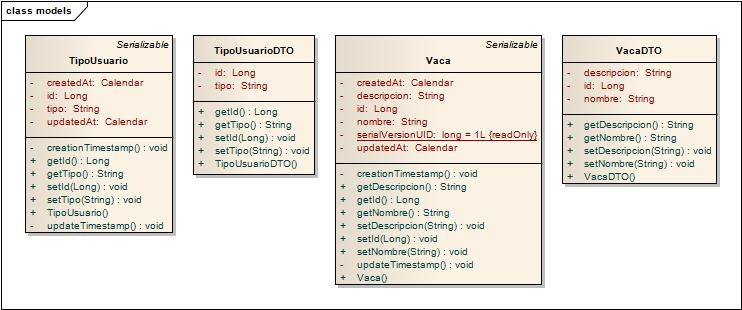 class models
Serializable
TipoUsuario
- createdAt: Calendar
- id: Long
- tipo: String
- updatedAt: Calendar
- creationTimestamp() : void
+ getId() : Long
+ getTipo() : String
+ setId(Long) : void
+ setTipo(String) : void
+ TipoUsuario()
- updateTimestamp() : void
TipoUsuarioDTO
- id: Long
- tipo: String
+ getId() : Long
+ getTipo() : String
+ setId(Long) : void
+ setTipo(String) : void
+ TipoUsuarioDTO()
Serializable
Vaca
- createdAt: Calendar
- descripcion: String
- id: Long
- nombre: String
- serialVersionUID: long = 1L {readOnly}
- updatedAt: Calendar
- creationTimestamp() : void
+ getDescripcion() : String
+ getId() : Long
+ getNombre() : String
+ setDescripcion(String) : void
+ setId(Long) : void
+ setNombre(String) : void
- updateTimestamp() : void
+ Vaca()
VacaDTO
- descripcion: String
- id: Long
- nombre: String
+ getDescripcion() : String
+ getNombre() : String
+ setDescripcion(String) : void
+ setNombre(String) : void
+ VacaDTO()